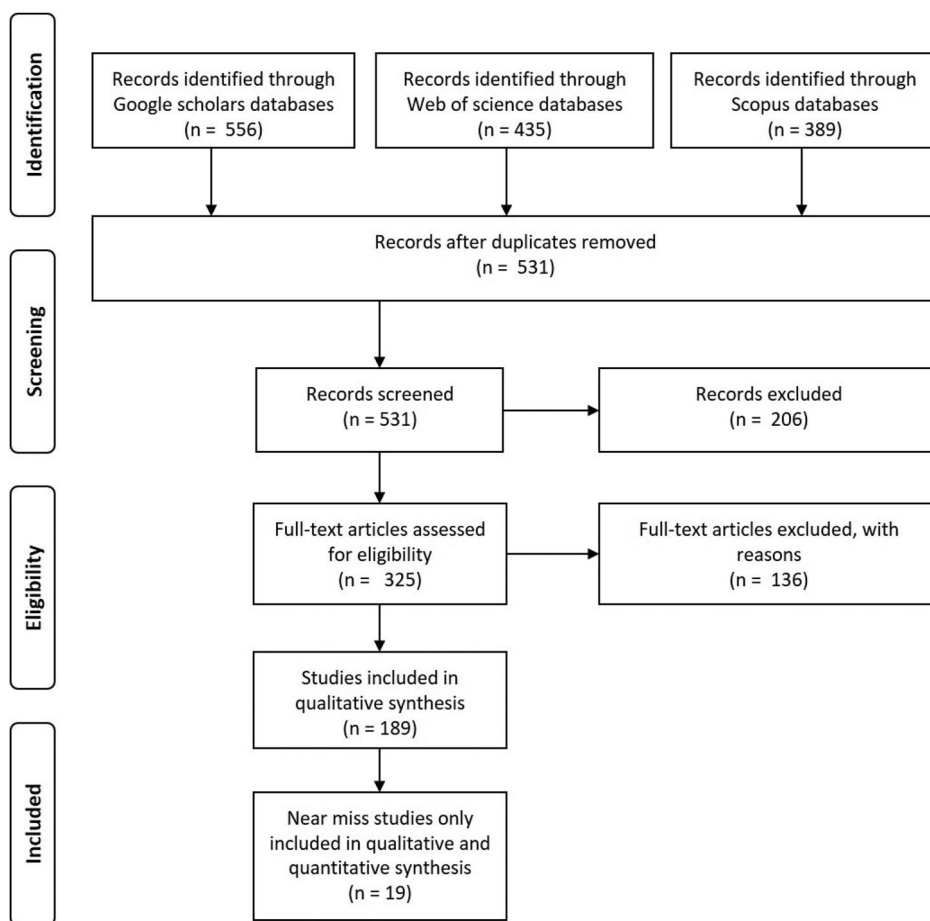 Identification
Records identified through
Google scholars databases
(n = 556)
Records identified through
Web of science databases
(n = 435)
Records identified through
Scopus databases
(n = 389)
Records after duplicates removed
(n = 531)
Screening
Records screened
(n = 531)
Records excluded
(n = 206)
Eligibility
Full-text articles assessed
for eligibility
(n = 325)
Full-text articles excluded, with
reasons
(n = 136)
Studies included in
qualitative synthesis
(n = 189)
Included
Near miss studies only
included in qualitative and
quantitative synthesis
(n = 19)